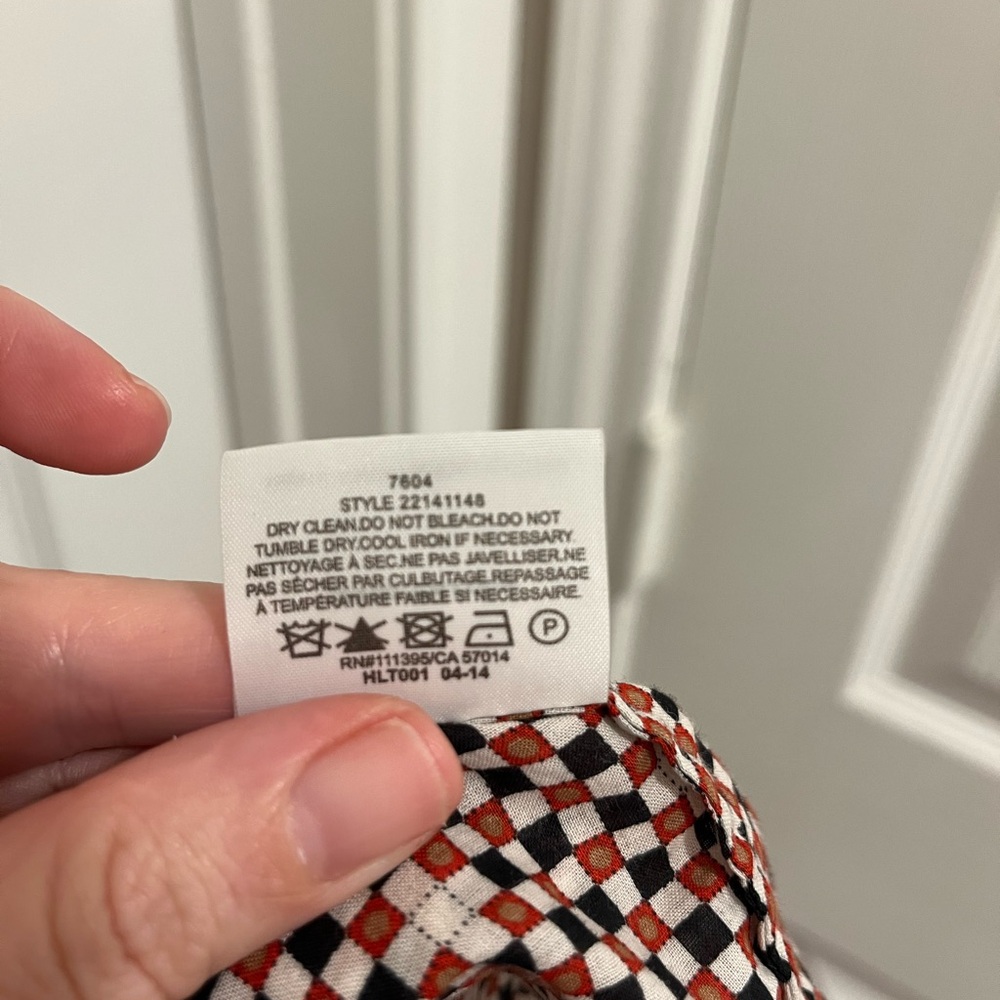 7604
STYLE 22141148
DRY CLEAN.DO NOT BLEACH.DO NOT
TUMBLE DRY.COOL IRON IF NECESSARY.
NETTOYAGE À SEC.NE PAS JAVELLISER.NE
PAS SÉCHER PAR CULBUTAGE.REPASSAGE
À TEMPÉRATURE FAIBLE SI NECESSAIRE.
P
RN#111395/CA 57014
HLT001 04-14